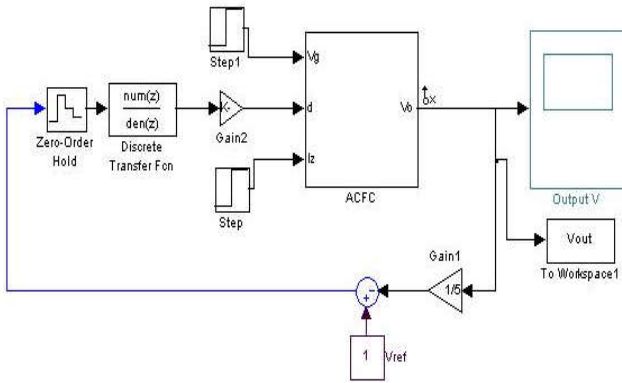 Step1
Vg
num(z)
den(z)
K-
d
Vo
Zero-Order
Hold
Discrete
Transfer Fcn
Gain2
Iz
Step
ACFC
Output V
Vout
To Workspace1
Gain1
1/5
-
+
1
Vref